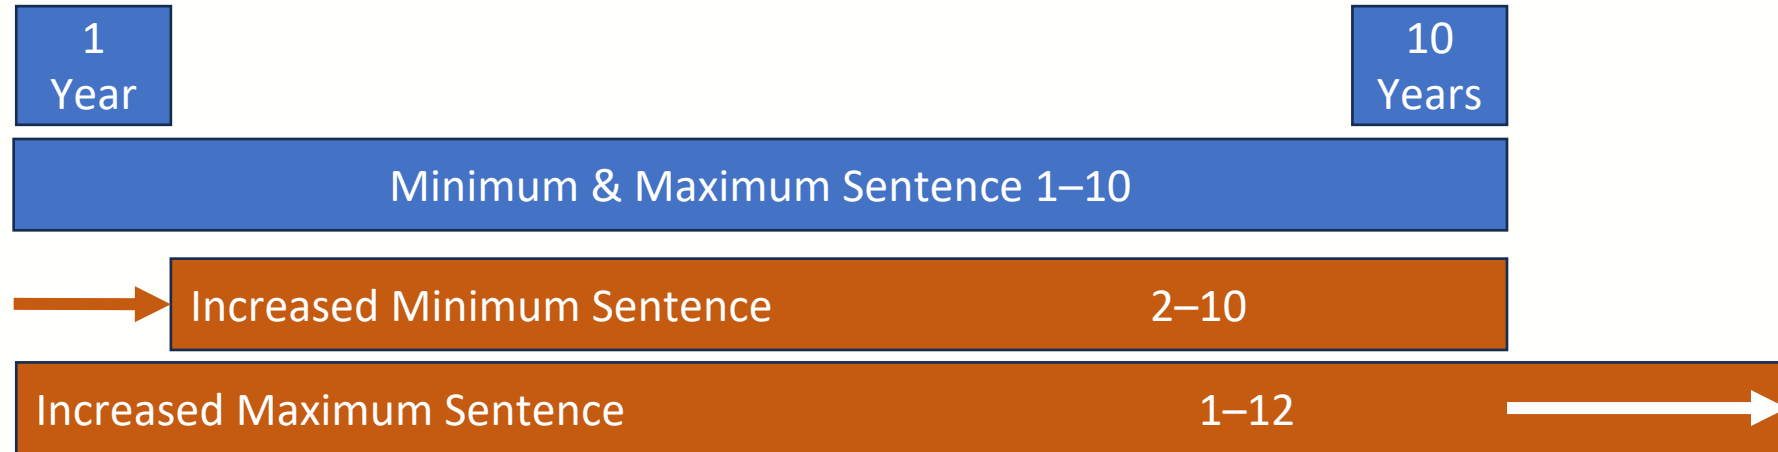 1
Year
10
Years
Minimum & Maximum Sentence 1–10
Increased Minimum Sentence 2–10
Increased Maximum Sentence 1–12